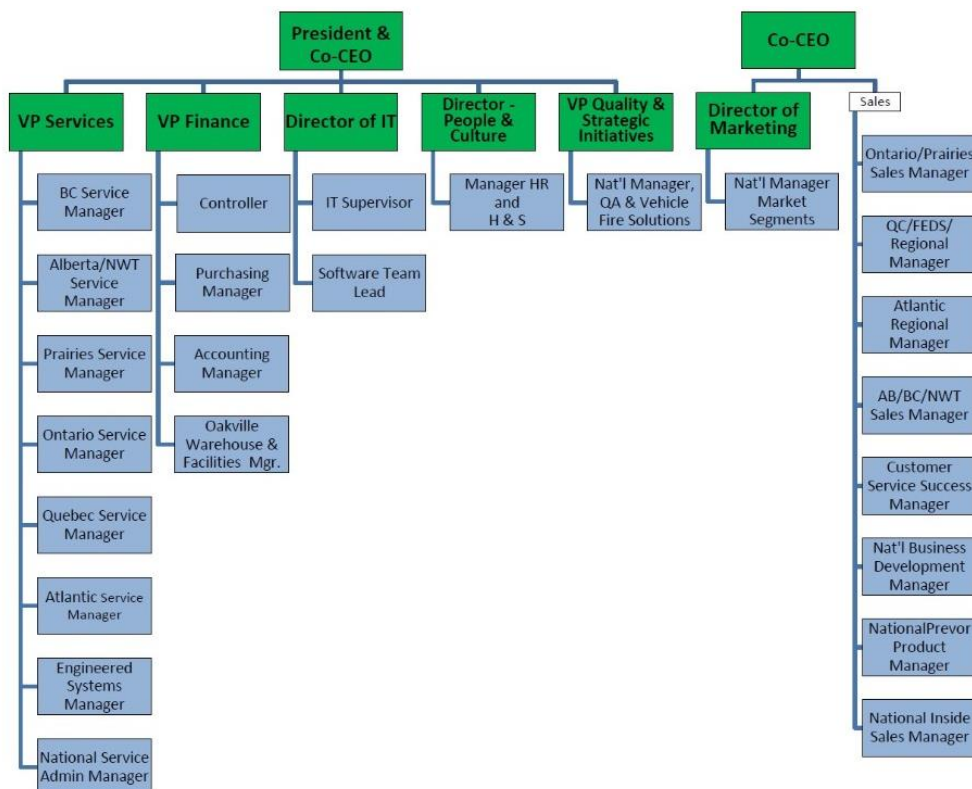 President &
Co-CEO
Co-CEO
VP Services
VP Finance
Director of IT
Director -
People &
Culture
VP Quality &
Strategic
Initiatives
Director of
Marketing
Sales
BC Service
Manager
Alberta/NWT
Service
Manager
Prairies Service
Manager
Ontario Service
Manager
Quebec Service
Manager
Atlantic Service
Manager
Engineered
Systems
Manager
National Service
Admin Manager
Controller
Purchasing
Manager
Accounting
Manager
Oakville
Warehouse &
Facilities Mgr.
IT Supervisor
Software Team
Lead
Manager HR
and
H & S
Nat'l Manager,
QA & Vehicle
Fire Solutions
Nat'l Manager
Market
Segments
Ontario/Prairies
Sales Manager
QC/FEDS/
Regional
Manager
Atlantic
Regional
Manager
AB/BC/NWT
Sales Manager
Customer
Service Success
Manager
Nat'l Business
Development
Manager
NationalPrevor
Product
Manager
National Inside
Sales Manager